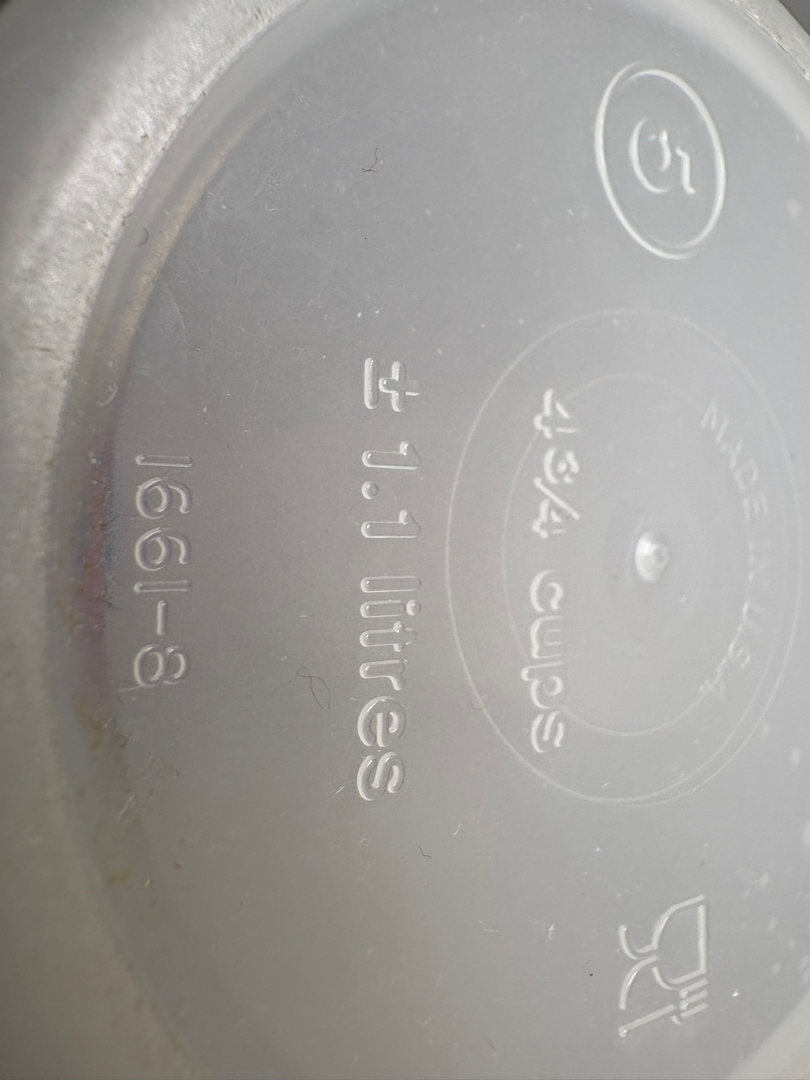 MADE IN U.S.A.
5
43/4 cups
± 1.1 litres
1661-8